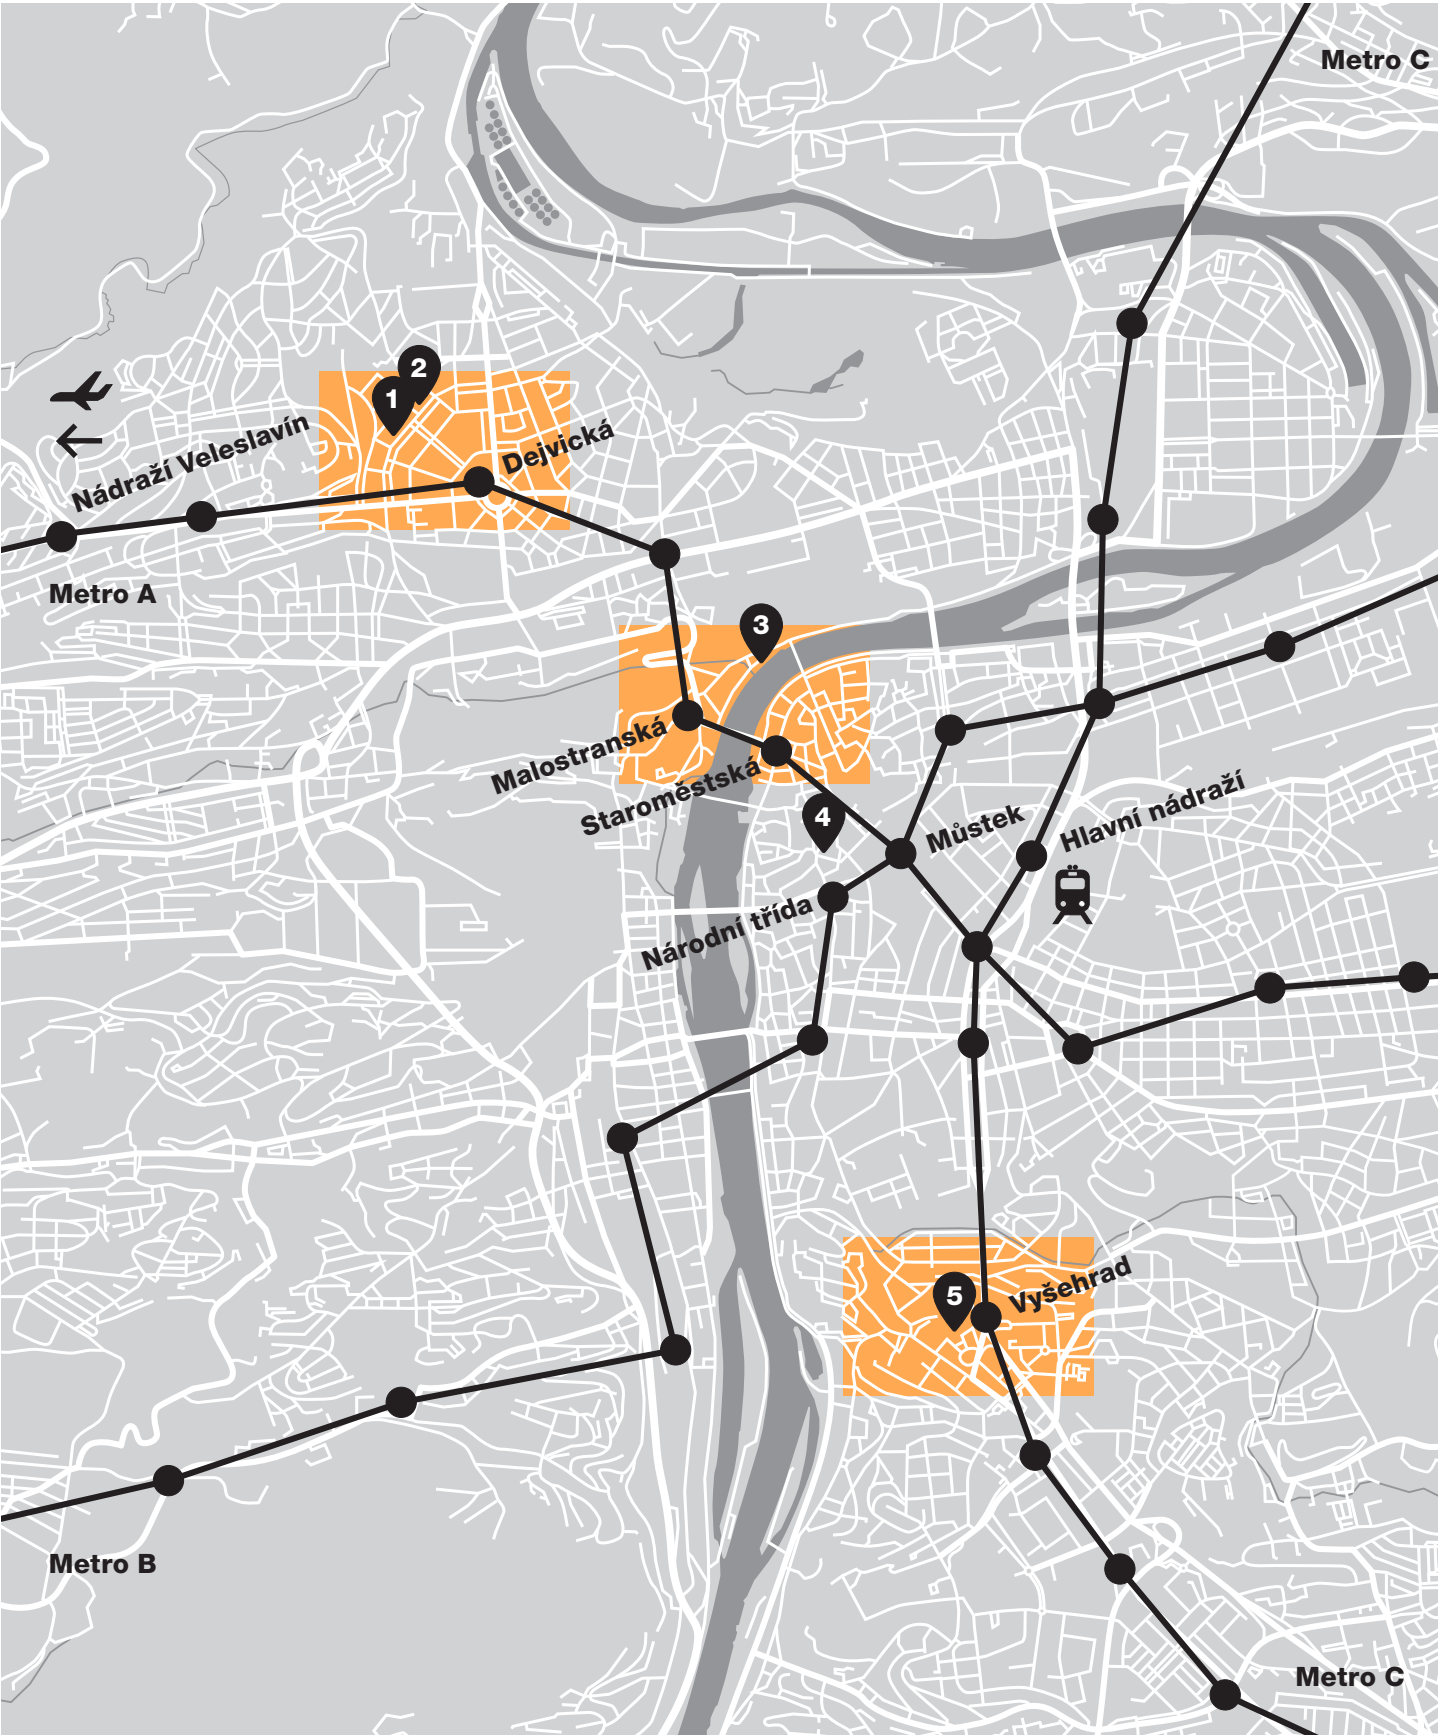 Metro C
2
1
Nádraží Veleslavín
Dejvická
Metro A
3
Malostranská
Staroměstská
4
Můstek
Hlavní nádraží
Národní třída
5
Vyšehrad
Metro B
Metro C